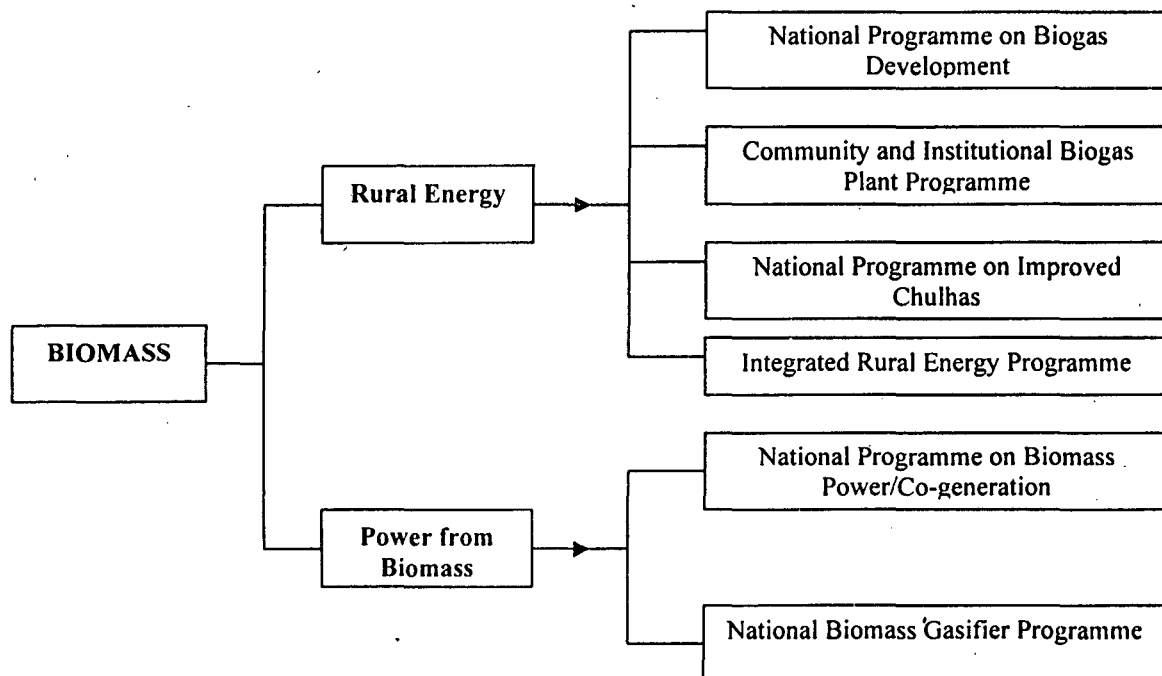 National Programme on Biogas
Development
Community and Institutional Biogas
Plant Programme
Rural Energy
National Programme on Improved
Chulhas
BIOMASS
Integrated Rural Energy Programme
National Programme on Biomass
Power/Co-generation
Power from
Biomass
National Biomass Gasifier Programme